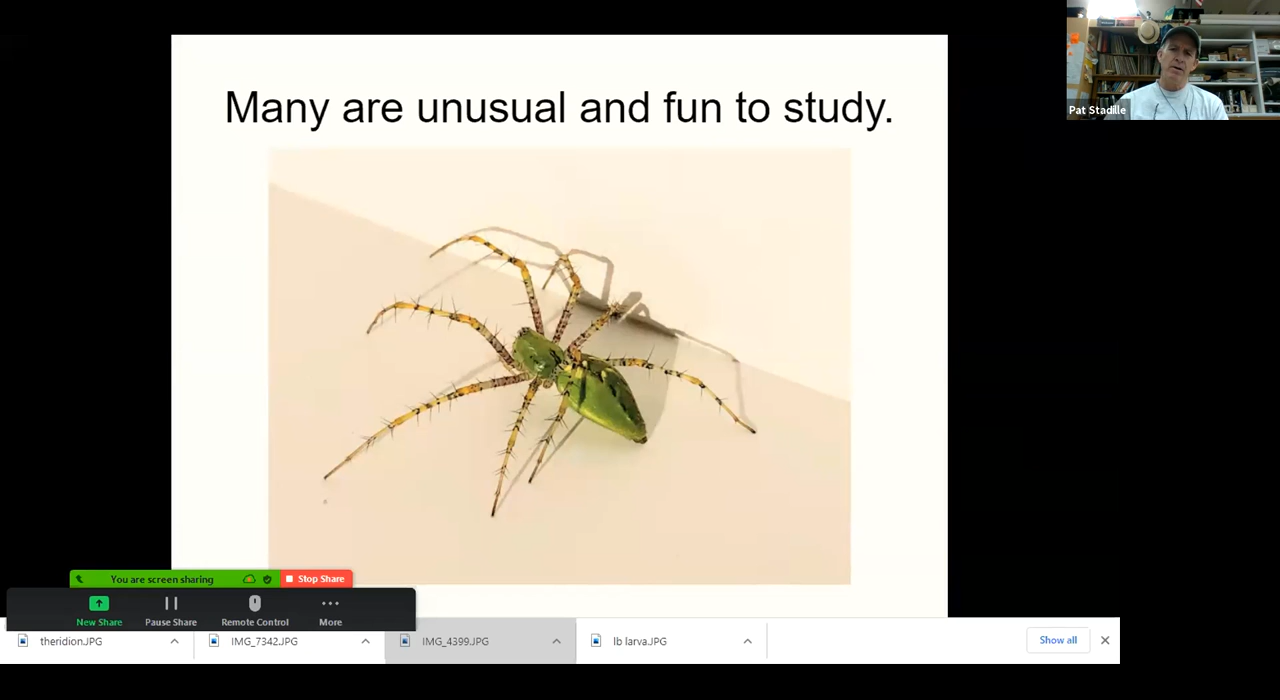 Many are unusual and fun to study.
Pat Stadille
You are screen sharing
Stop Share
New Share
Pause Share
Remote Control
More
theridion.JPG
IMG_7342.JPG
IMG_4399.JPG
lb larva.JPG
Show all